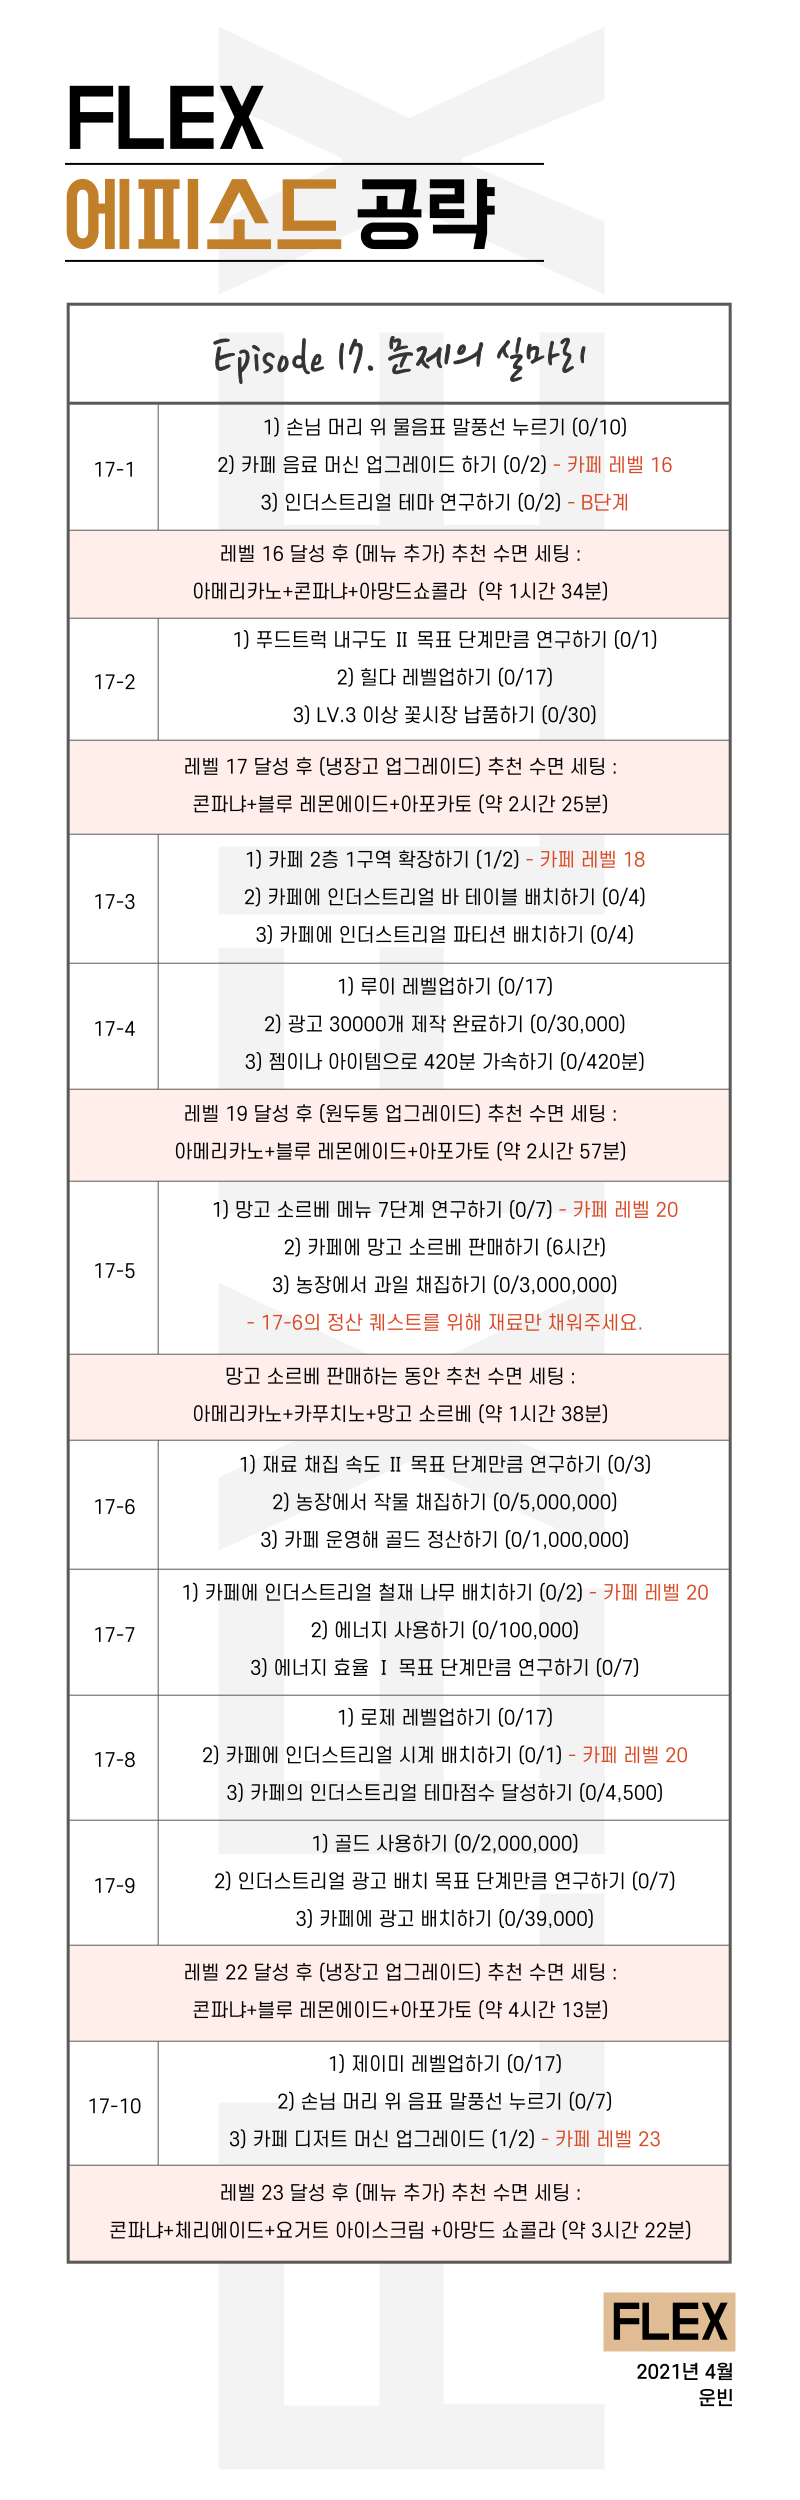 FLEX
에피소드 공략
Episode 17. 문제의 실마리
17-1
1) 손님 머리 위 물음표 말풍선 누르기 (0/10)
2) 카페 음료 머신 업그레이드 하기 (0/2) - 카페 레벨 16
3) 인더스트리얼 테마 연구하기 (0/2) - B단계
레벨 16 달성 후 (메뉴 추가) 추천 수면 세팅 :
아메리카노+콘파냐+아망드쇼콜라 (약 1시간 34분)
17-2
1) 푸드트럭 내구도 Ⅱ 목표 단계만큼 연구하기 (0/1)
2) 힐다 레벨업하기 (0/17)
3) LV.3 이상 꽃시장 납품하기 (0/30)
레벨 17 달성 후 (냉장고 업그레이드) 추천 수면 세팅 :
콘파냐+블루 레몬에이드+아포카토 (약 2시간 25분)
17-3
1) 카페 2층 1구역 확장하기 (1/2) - 카페 레벨 18
2) 카페에 인더스트리얼 바 테이블 배치하기 (0/4)
3) 카페에 인더스트리얼 파티션 배치하기 (0/4)
17-4
1) 루이 레벨업하기 (0/17)
2) 광고 30000개 제작 완료하기 (0/30,000)
3) 젬이나 아이템으로 420분 가속하기 (0/420분)
레벨 19 달성 후 (원두통 업그레이드) 추천 수면 세팅 :
아메리카노+블루 레몬에이드+아포가토 (약 2시간 57분)
17-5
1) 망고 소르베 메뉴 7단계 연구하기 (0/7) - 카페 레벨 20
2) 카페에 망고 소르베 판매하기 (6시간)
3) 농장에서 과일 채집하기 (0/3,000,000)
- 17-6의 정산 퀘스트를 위해 재료만 채워주세요.
망고 소르베 판매하는 동안 추천 수면 세팅 :
아메리카노+카푸치노+망고 소르베 (약 1시간 38분)
17-6
1) 재료 채집 속도 Ⅱ 목표 단계만큼 연구하기 (0/3)
2) 농장에서 작물 채집하기 (0/5,000,000)
3) 카페 운영해 골드 정산하기 (0/1,000,000)
17-7
1) 카페에 인더스트리얼 철재 나무 배치하기 (0/2) - 카페 레벨 20
2) 에너지 사용하기 (0/100,000)
3) 에너지 효율 Ⅰ 목표 단계만큼 연구하기 (0/7)
17-8
1) 로제 레벨업하기 (0/17)
2) 카페에 인더스트리얼 시계 배치하기 (0/1) - 카페 레벨 20
3) 카페의 인더스트리얼 테마점수 달성하기 (0/4,500)
17-9
1) 골드 사용하기 (0/2,000,000)
2) 인더스트리얼 광고 배치 목표 단계만큼 연구하기 (0/7)
3) 카페에 광고 배치하기 (0/39,000)
레벨 22 달성 후 (냉장고 업그레이드) 추천 수면 세팅 :
콘파냐+블루 레몬에이드+아포가토 (약 4시간 13분)
17-10
1) 제이미 레벨업하기 (0/17)
2) 손님 머리 위 음표 말풍선 누르기 (0/7)
3) 카페 디저트 머신 업그레이드 (1/2) - 카페 레벨 23
레벨 23 달성 후 (메뉴 추가) 추천 수면 세팅 :
콘파냐+체리에이드+요거트 아이스크림 +아망드 쇼콜라 (약 3시간 22분)
FLEX
2021년 4월
운빈